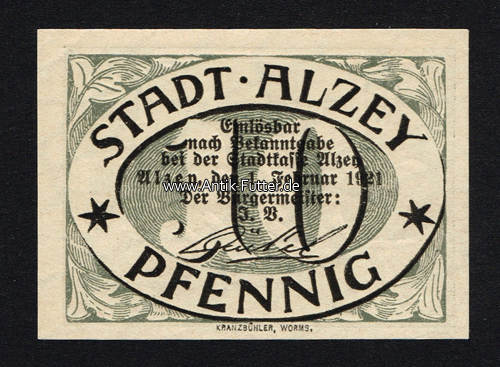 STADT · ALZEY
50
Einlösbar
nach Bekanntgabe
bei der Stadtkasse Alzey
Alzey, den 1. Februar 1921
www.Antik-Futter.de
Der Bürgermeister:
I. V.
PFENNIG
KRANZBÜHLER, WORMS.